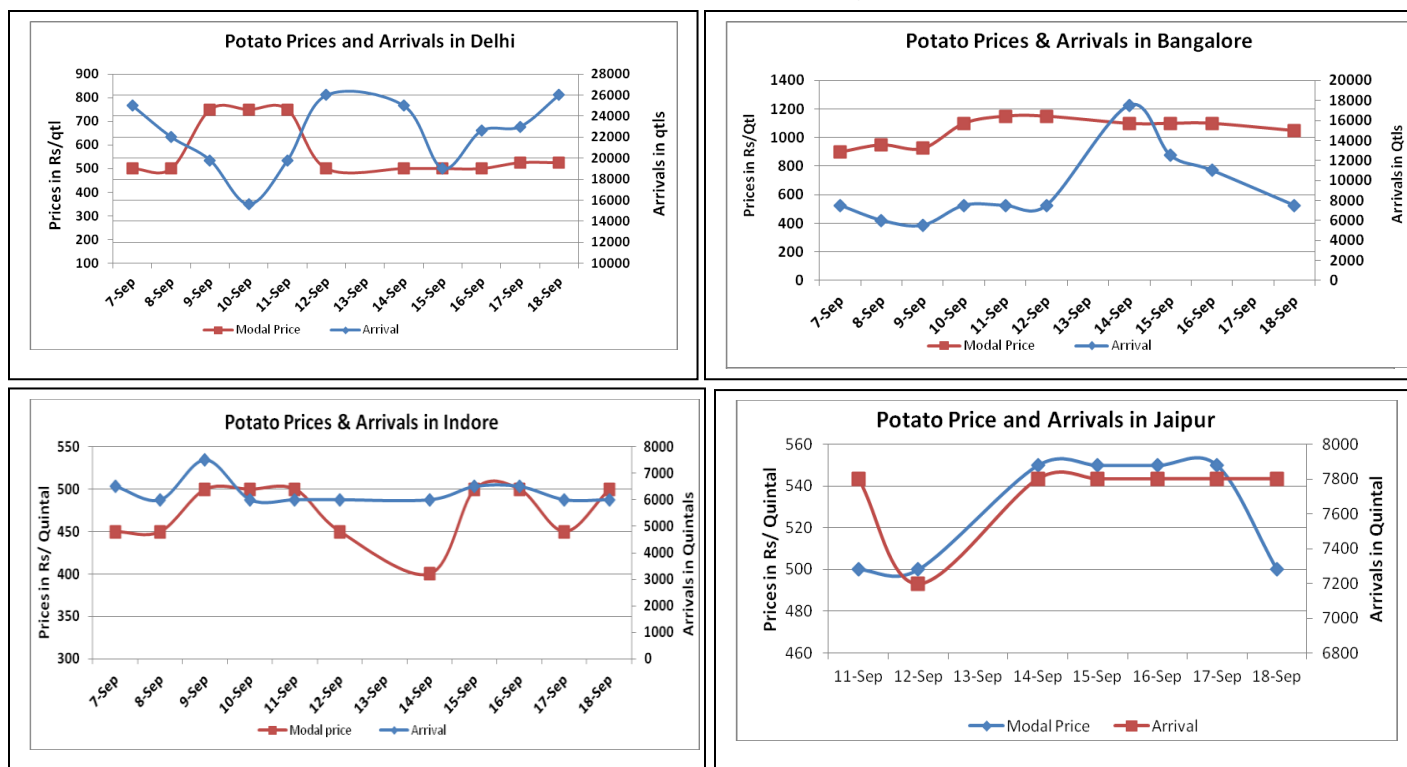 Potato Prices and Arrivals in Delhi
Prices in Rs/qtl
900
800
700
600
500
400
300
200
100
28000
26000
24000
22000
20000
18000
16000
14000
12000
10000
Arrivals in qtls
7-Sep
8-Sep
9-Sep
10-Sep
11-Sep
12-Sep
13-Sep
14-Sep
15-Sep
16-Sep
17-Sep
18-Sep
Modal Price
Arrival
Potato Prices & Arrivals in Bangalore
Prices in Rs/Qtl
1400
1200
1000
800
600
400
200
0
20000
18000
16000
14000
12000
10000
8000
6000
4000
2000
0
Arrivals in Qtls
7-Sep
8-Sep
9-Sep
10-Sep
11-Sep
12-Sep
13-Sep
14-Sep
15-Sep
16-Sep
17-Sep
18-Sep
Modal Price
Arrival
Potato Prices & Arrivals in Indore
Prices in Rs/ Quintal
550
500
450
400
350
300
8000
7000
6000
5000
4000
3000
2000
1000
0
Arrivals in Quintals
7-Sep
8-Sep
9-Sep
10-Sep
11-Sep
12-Sep
13-Sep
14-Sep
15-Sep
16-Sep
17-Sep
18-Sep
Modal price
Arrival
Potato Price and Arrivals in Jaipur
Prices in Rs/ Quintal
560
540
520
500
480
460
8000
7800
7600
7400
7200
7000
6800
Arrivals in Quintal
11-Sep
12-Sep
13-Sep
14-Sep
15-Sep
16-Sep
17-Sep
18-Sep
Modal Price
Arrival